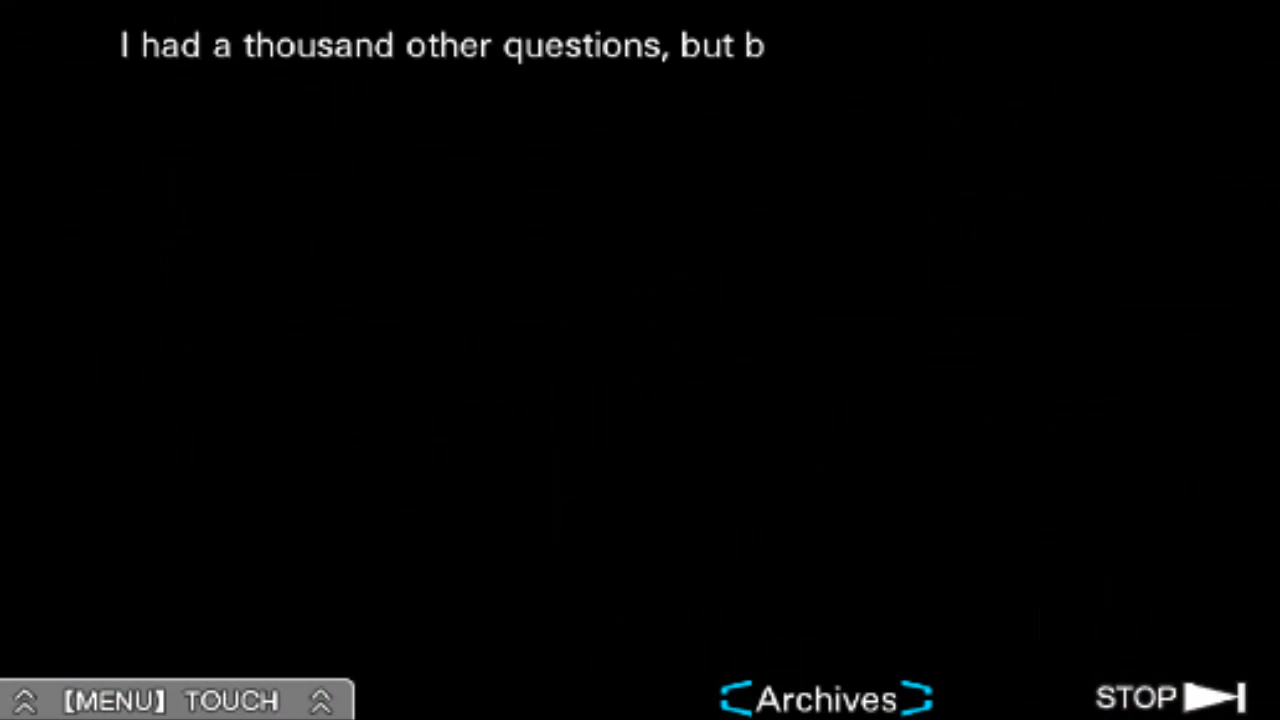 I had a thousand other questions, but b
【MENU】 TOUCH
Archives
STOP